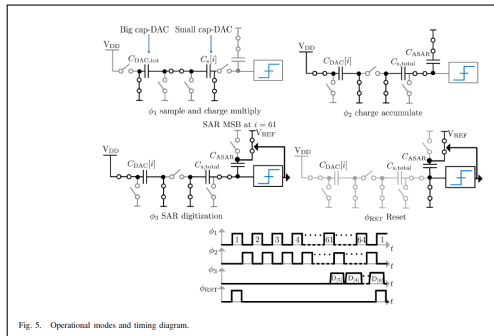 Big cap-DAC Small cap-DAC
V_DD
C_DAC,tot C_s[i]
ϕ₁ sample and charge multiply
V_DD
C_DAC[i] C_s,total C_ASAR
ϕ₂ charge accumulate
SAR MSB at i = 61
V_REF
V_DD
C_DAC[i] C_s,total C_ASAR
ϕ₃ SAR digitization
V_REF
V_DD
C_DAC[i] C_s,total C_ASAR
ϕ_RST Reset
ϕ₁ 1 2 3 4 61 64 1 t
ϕ₂ t
ϕ₃ t
ϕ_RST t
Fig. 5. Operational modes and timing diagram.